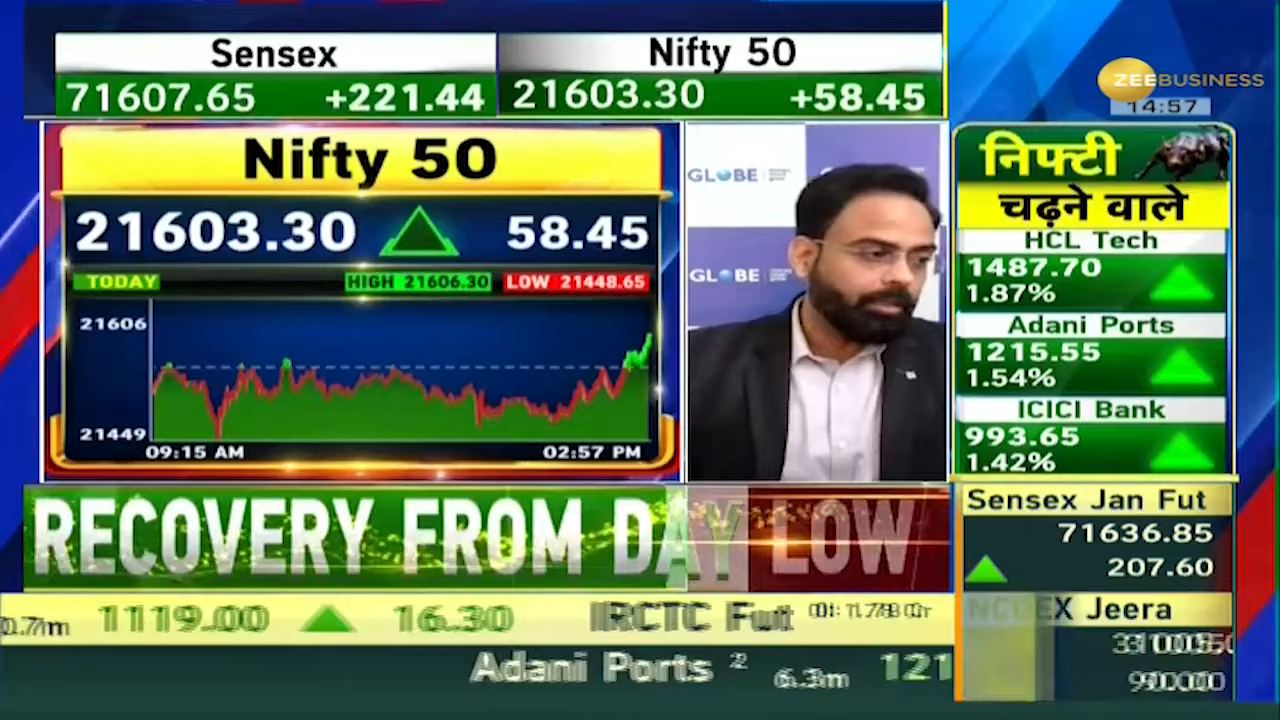 Sensex
71607.65 +221.44
Nifty 50
21603.30 +58.45
ZEEBUSINESS
14:57
Nifty 50
21603.30 58.45
TODAY HIGH 21606.30 LOW 21448.65
21606
21449
09:15 AM 02:57 PM
GLOBE
GLOBE
निफ्टी
चढ़ने वाले
HCL Tech
1487.70
1.87%
Adani Ports
1215.55
1.54%
ICICI Bank
993.65
1.42%
RECOVERY FROM DAY LOW
Sensex Jan Fut
71636.85
207.60
Jeera
1119.00 16.30 IRCTC Fut
Adani Ports 2 6.3m 121